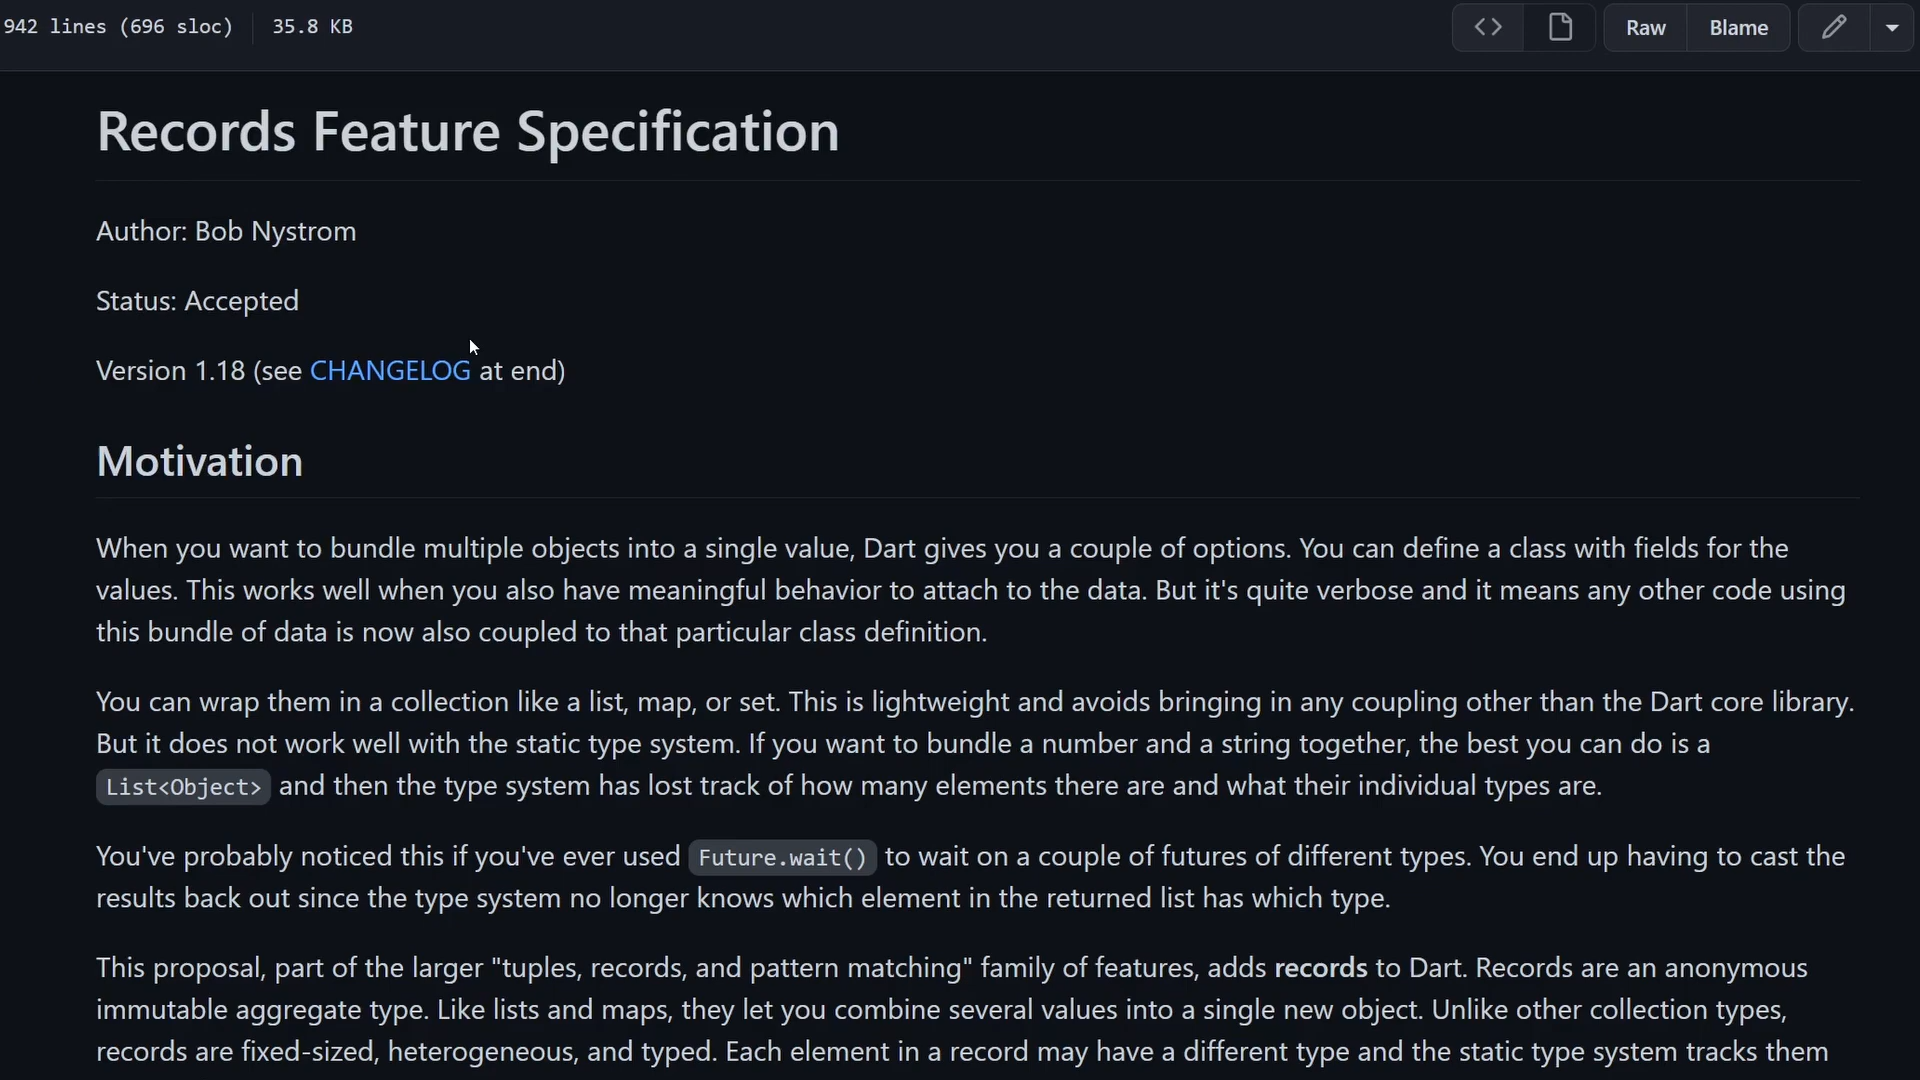 942 lines (696 sloc) 35.8 KB Raw Blame
Records Feature Specification
Author: Bob Nystrom
Status: Accepted
Version 1.18 (see CHANGELOG at end)
Motivation
When you want to bundle multiple objects into a single value, Dart gives you a couple of options. You can define a class with fields for the
values. This works well when you also have meaningful behavior to attach to the data. But it's quite verbose and it means any other code using
this bundle of data is now also coupled to that particular class definition.
You can wrap them in a collection like a list, map, or set. This is lightweight and avoids bringing in any coupling other than the Dart core library.
But it does not work well with the static type system. If you want to bundle a number and a string together, the best you can do is a
List<Object> and then the type system has lost track of how many elements there are and what their individual types are.
You've probably noticed this if you've ever used Future.wait() to wait on a couple of futures of different types. You end up having to cast the
results back out since the type system no longer knows which element in the returned list has which type.
This proposal, part of the larger "tuples, records, and pattern matching" family of features, adds records to Dart. Records are an anonymous
immutable aggregate type. Like lists and maps, they let you combine several values into a single new object. Unlike other collection types,
records are fixed-sized, heterogeneous, and typed. Each element in a record may have a different type and the static type system tracks them